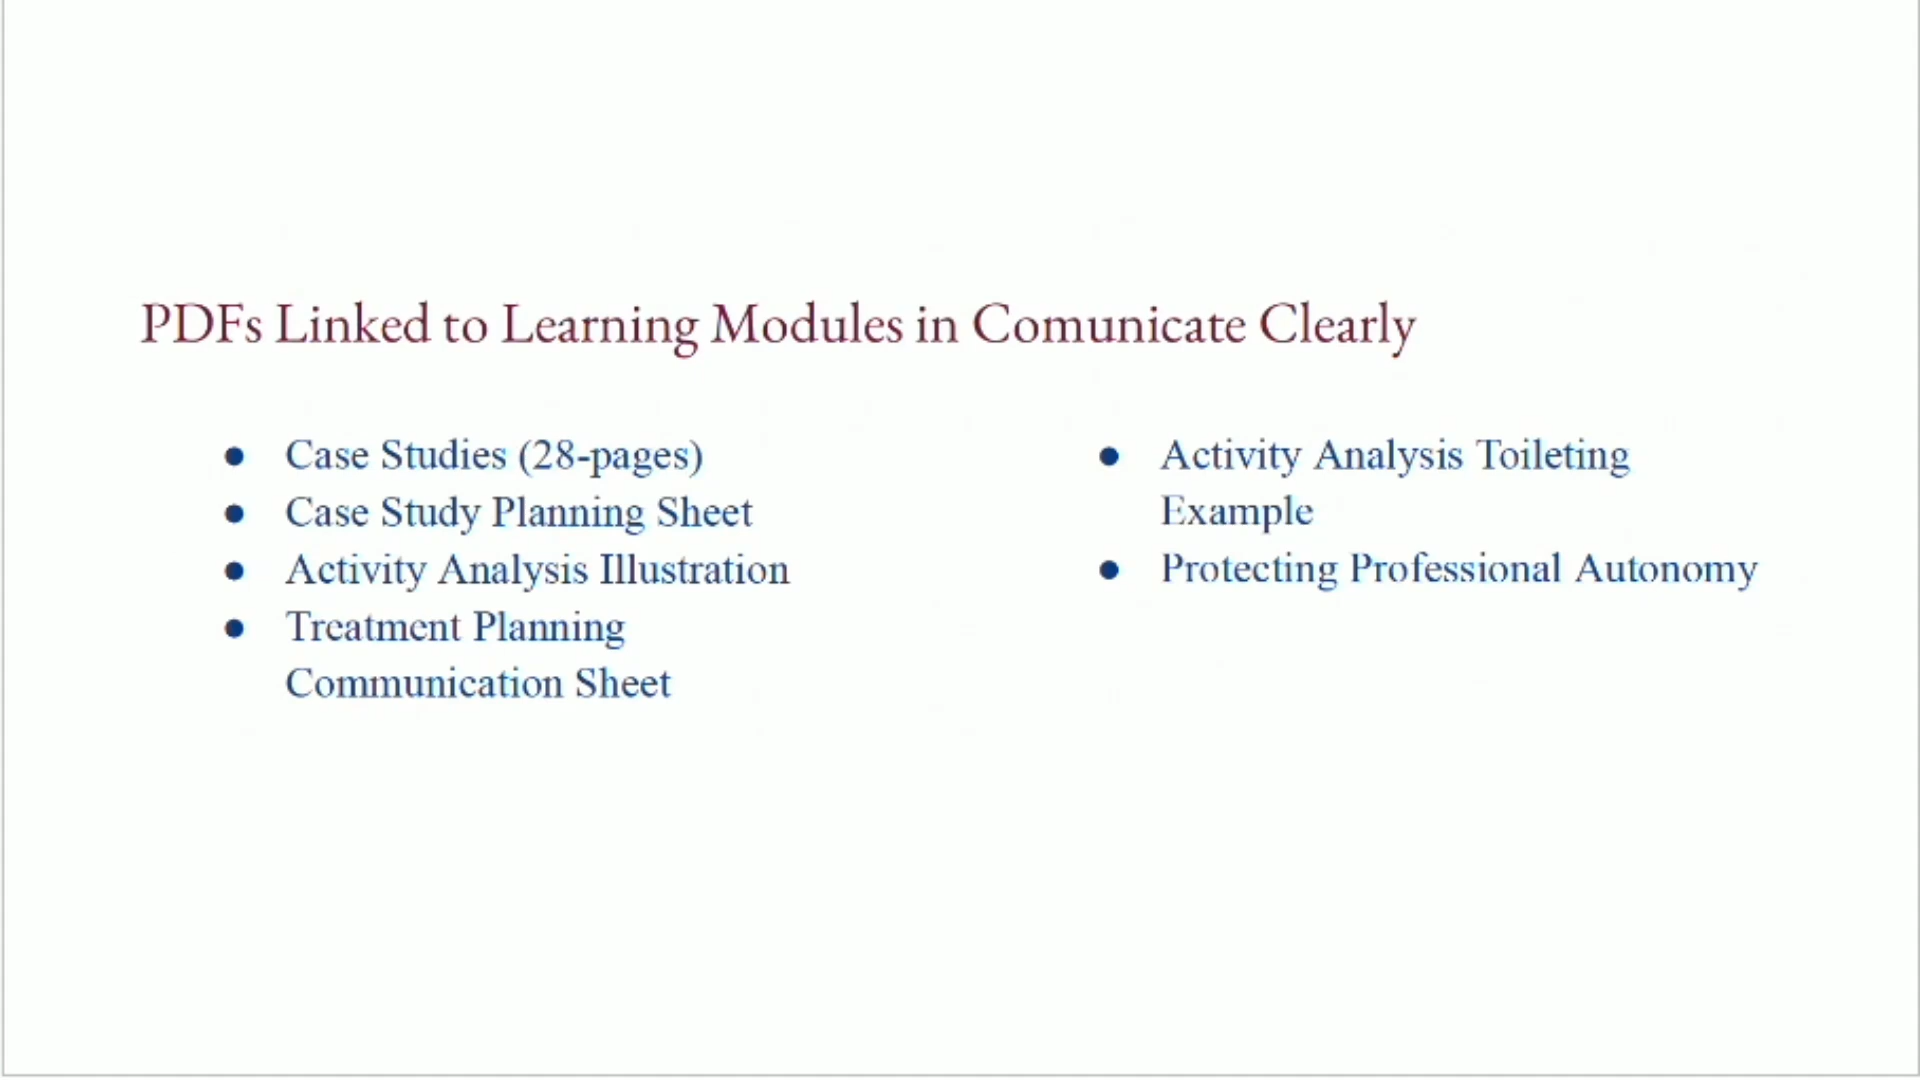 PDFs Linked to Learning Modules in Comunicate Clearly
● Case Studies (28-pages)
● Case Study Planning Sheet
● Activity Analysis Illustration
● Treatment Planning
Communication Sheet
● Activity Analysis Toileting
Example
● Protecting Professional Autonomy